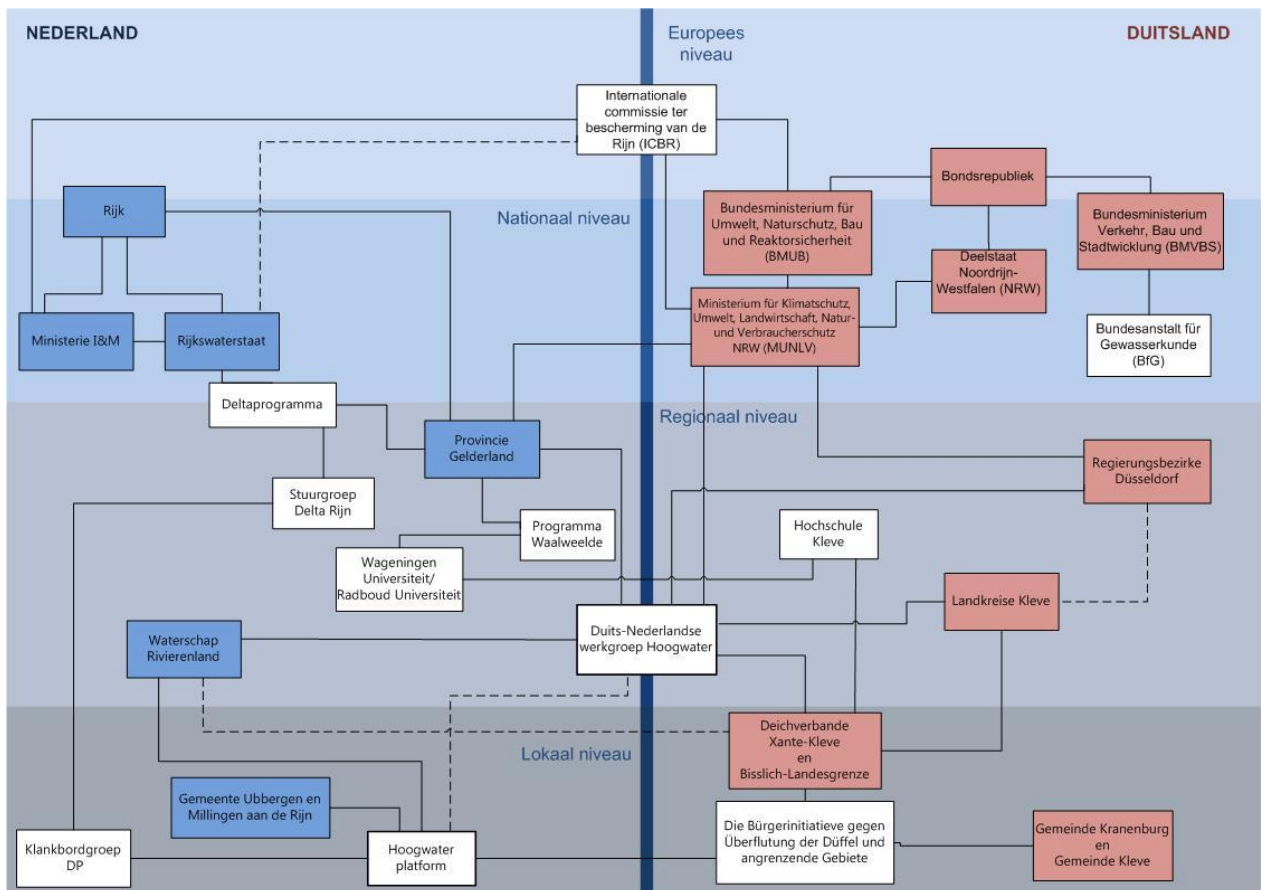 NEDERLAND
Europees
niveau
DUITSLAND
Internationale
commissie ter
bescherming van de
Rijn (ICBR)
Bondsrepubliek
Rijk
Nationaal niveau
Bundesministerium für
Umwelt, Naturschutz, Bau
und Reaktorsicherheit
(BMUB)
Bundesministerium
Verkehr, Bau und
Stadtwicklung (BMVBS)
Deelstaat
Noordrijn-
Westfalen (NRW)
Ministerie I&M
Rijkswaterstaat
Ministerium für Klimatschutz,
Umwelt, Landwirtschaft, Natur-
und Verbraucherschutz
NRW (MUNLV)
Bundesanstalt für
Gewasserkunde
(BfG)
Deltaprogramma
Regionaal niveau
Provincie
Gelderland
Regierungsbezirke
Düsseldorf
Stuurgroep
Delta Rijn
Programma
Waalweelde
Hochschule
Kleve
Wageningen
Universiteit/
Radboud Universiteit
Landkreise Kleve
Waterschap
Rivierenland
Duits-Nederlandse
werkgroep Hoogwater
Lokaal niveau
Deichverbande
Xante-Kleve
en
Bisslich-Landesgrenze
Gemeente Ubbergen en
Millingen aan de Rijn
Klankbordgroep
DP
Hoogwater
platform
Die Bürgerinitiatieve gegen
Überflutung der Düffel und
angrenzende Gebiete
Gemeinde Kranenburg
en
Gemeinde Kleve